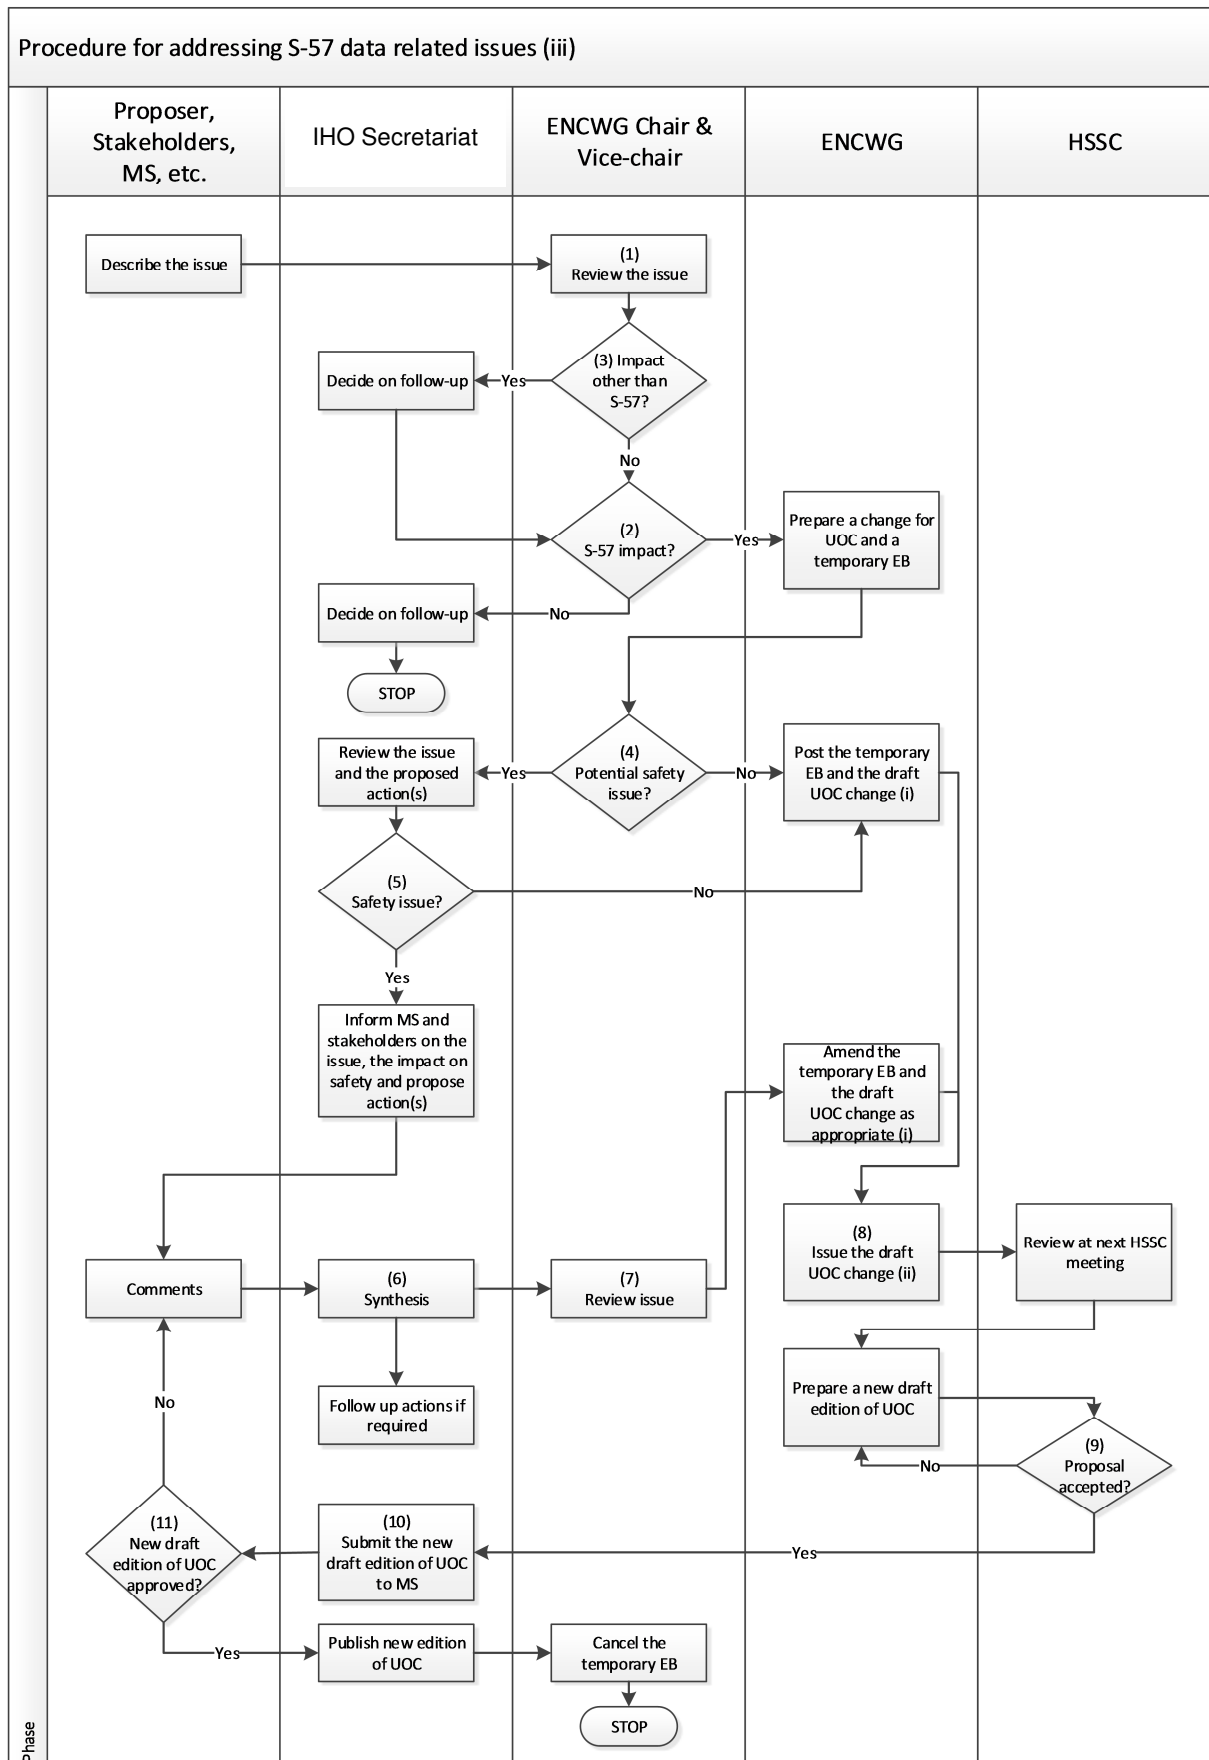 Procedure for addressing S-57 data related issues (iii)
Proposer,
Stakeholders,
MS, etc.
IHO Secretariat
ENCWG Chair &
Vice-chair
ENCWG
HSSC
Describe the issue
(1)
Review the issue
Decide on follow-up
Yes
(3) Impact
other than
S-57?
No
(2)
S-57 impact?
Yes
Prepare a change for
UOC and a
temporary EB
Decide on follow-up
No
STOP
Review the issue
and the proposed
action(s)
Yes
(4)
Potential safety
issue?
No
Post the temporary
EB and the draft
UOC change (i)
(5)
Safety issue?
No
Yes
Inform MS and
stakeholders on the
issue, the impact on
safety and propose
action(s)
Amend the
temporary EB and
the draft
UOC change as
appropriate (i)
(8)
Issue the draft
UOC change (ii)
Review at next HSSC
meeting
Comments
(6)
Synthesis
(7)
Review issue
No
Follow up actions if
required
Prepare a new draft
edition of UOC
No
(9)
Proposal
accepted?
(11)
New draft
edition of UOC
approved?
(10)
Submit the new
draft edition of UOC
to MS
Yes
Yes
Publish new edition
of UOC
Cancel the
temporary EB
STOP
Phase